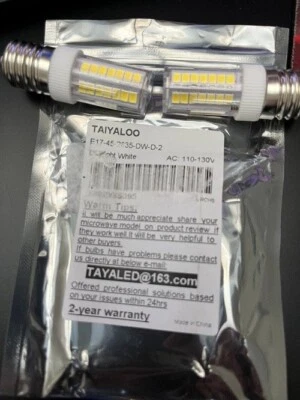 TAIYALOO
E17-45-2835-DW-D-2
White AC: 110-130V
Warm Tips:
It will be much appreciate share your
microwave model on product review if
they work well,it will be very helpful to
other buyers.
If bulbs have problems please contact
us directly at below e-mail:
TAYALED@163.com
Offered professional solutions based
on your issues within 24hrs
2-year warranty
Made in China